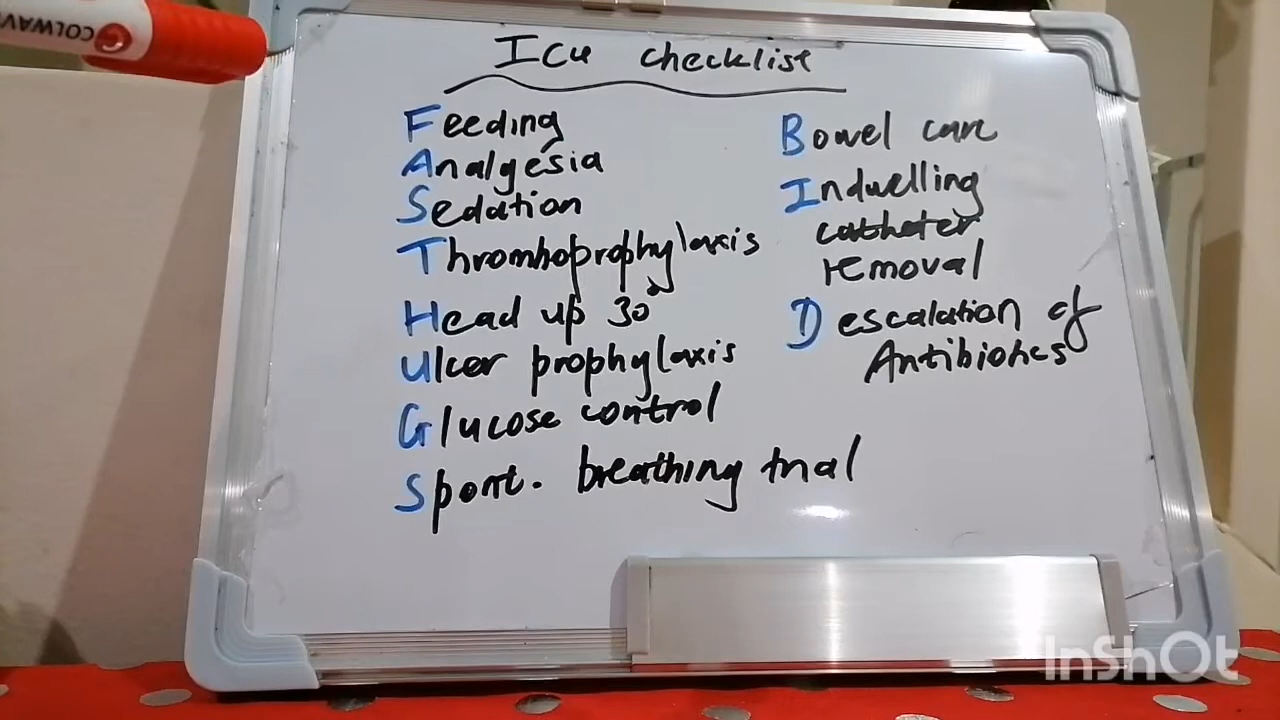 COLWAVE
ICU checklist
Feeding
Analgesia
Sedation
Thromboprophylaxis
Head up 30°
Ulcer prophylaxis
Glucose control
Spont. breathing trial
Bowel care
Indwelling
catheter
removal
Descalation of
Antibiotics
InShOt